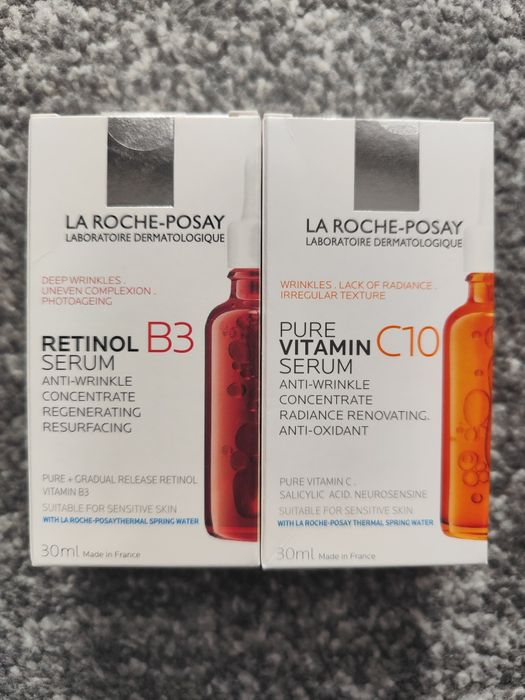 LA ROCHE-POSAY
LABORATOIRE DERMATOLOGIQUE
DEEP WRINKLES .
UNEVEN COMPLEXION .
PHOTOAGEING
RETINOL B3
SERUM
ANTI-WRINKLE
CONCENTRATE
REGENERATING
RESURFACING
PURE + GRADUAL RELEASE RETINOL
VITAMIN B3
SUITABLE FOR SENSITIVE SKIN
WITH LA ROCHE-POSAYTHERMAL SPRING WATER
30ml Made in France
LA ROCHE-POSAY
LABORATOIRE DERMATOLOGIQUE
WRINKLES . LACK OF RADIANCE .
IRREGULAR TEXTURE
PURE
VITAMIN C10
SERUM
ANTI-WRINKLE
CONCENTRATE
RADIANCE RENOVATING.
ANTI-OXIDANT
PURE VITAMIN C .
SALICYLIC ACID. NEUROSENSINE
SUITABLE FOR SENSITIVE SKIN
WITH LA ROCHE-POSAY THERMAL SPRING WATER
30ml Made in France